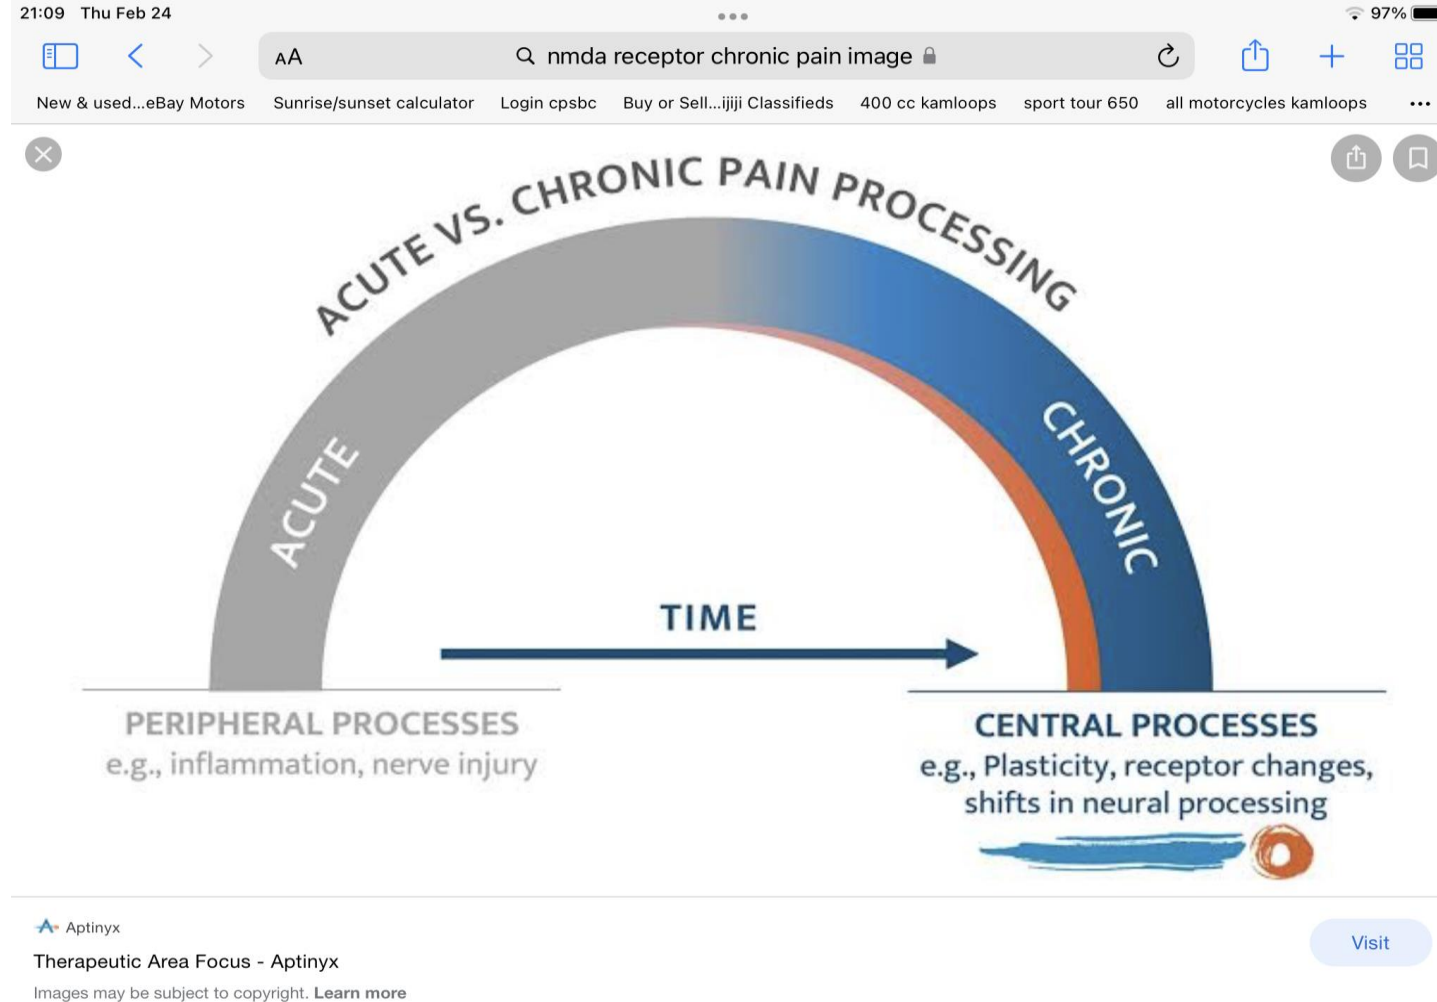 21:09 Thu Feb 24
97%
AA
nmda receptor chronic pain image
New & used...eBay Motors
Sunrise/sunset calculator
Login cpsbc
Buy or Sell...ijiji Classifieds
400 cc kamloops
sport tour 650
all motorcycles kamloops
ACUTE VS. CHRONIC PAIN PROCESSING
ACUTE
CHRONIC
TIME
PERIPHERAL PROCESSES
e.g., inflammation, nerve injury
CENTRAL PROCESSES
e.g., Plasticity, receptor changes,
shifts in neural processing
Aptinyx
Visit
Therapeutic Area Focus - Aptinyx
Images may be subject to copyright. Learn more